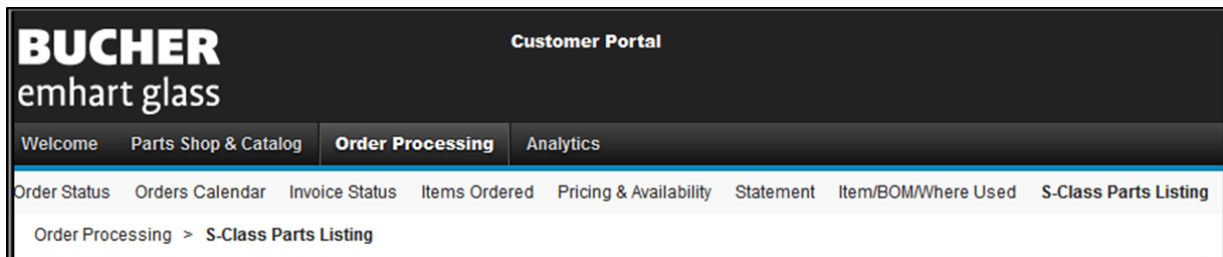 BUCHER
emhart glass
Customer Portal
Welcome Parts Shop & Catalog Order Processing Analytics
Order Status Orders Calendar Invoice Status Items Ordered Pricing & Availability Statement Item/BOM/Where Used S-Class Parts Listing
Order Processing > S-Class Parts Listing